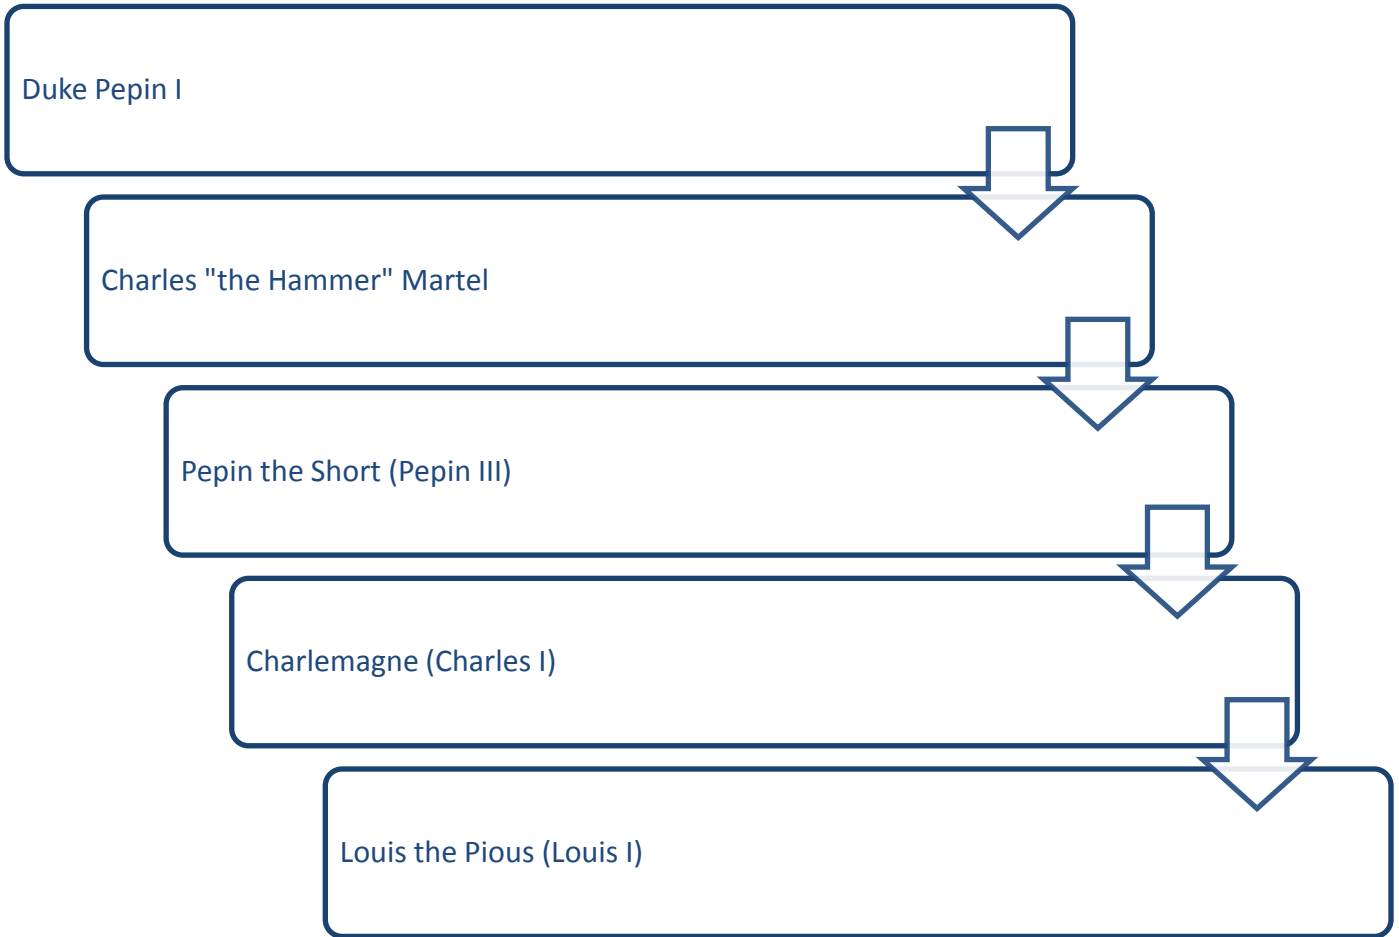 Duke Pepin I
Charles "the Hammer" Martel
Pepin the Short (Pepin III)
Charlemagne (Charles I)
Louis the Pious (Louis I)